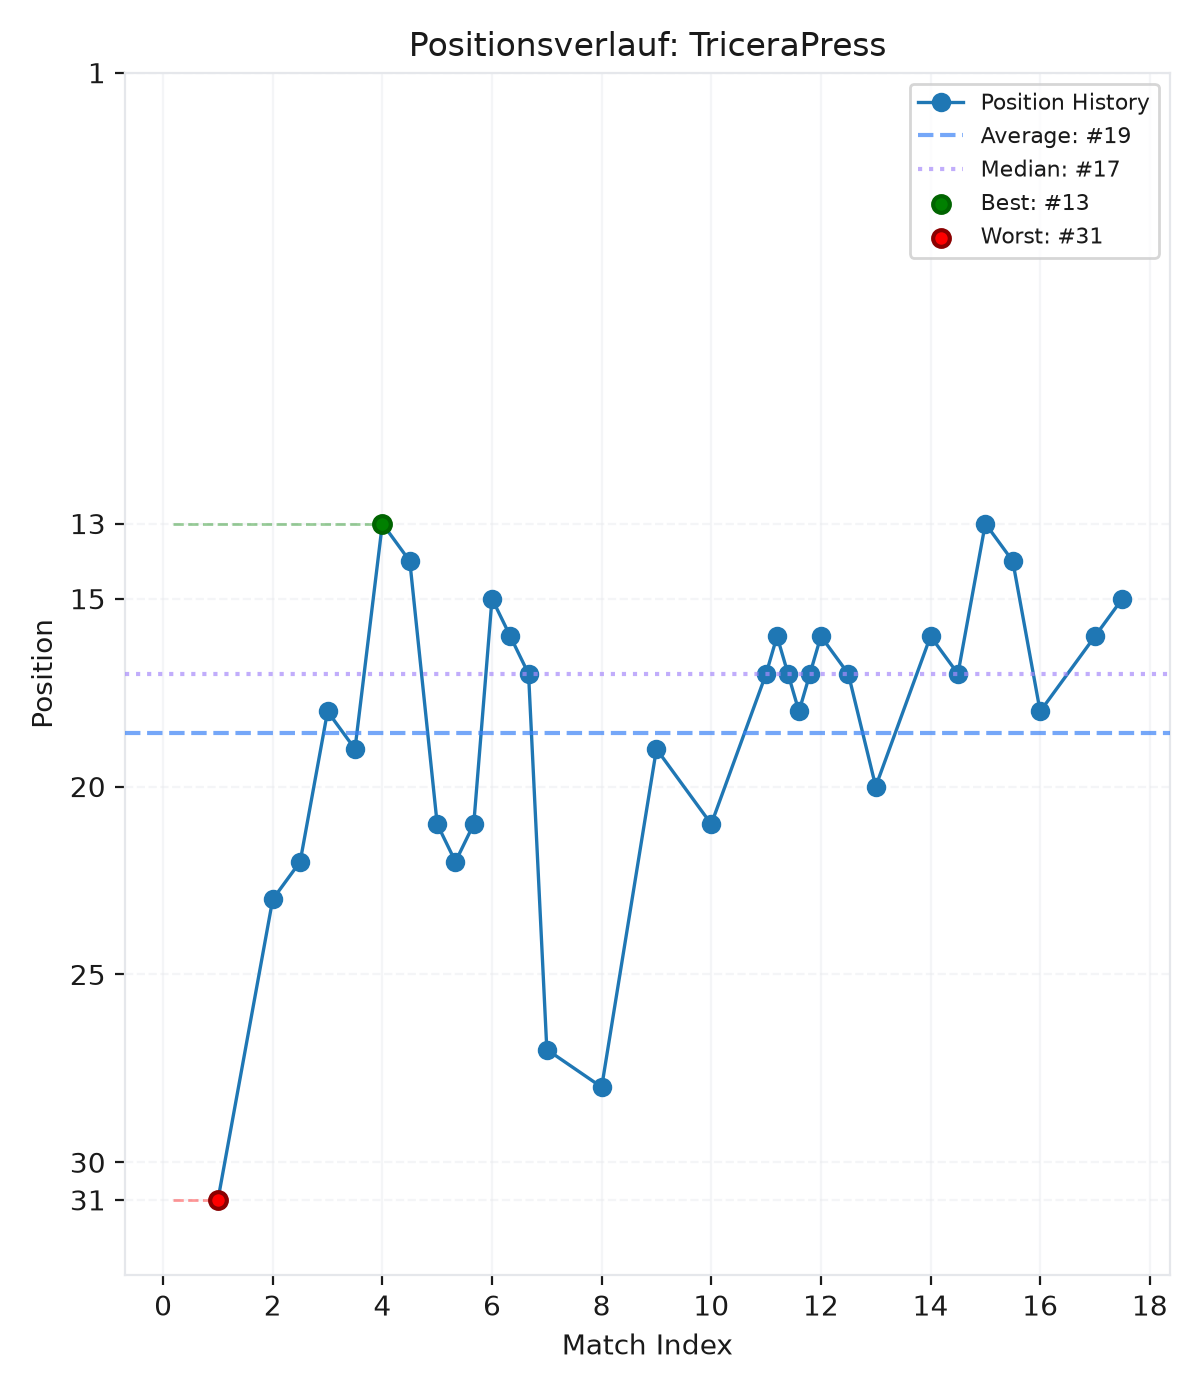 Positionsverlauf: TriceraPress
Position History
Average: #19
Median: #17
Best: #13
Worst: #31
Position
1
13
15
20
25
30
31
0 2 4 6 8 10 12 14 16 18
Match Index